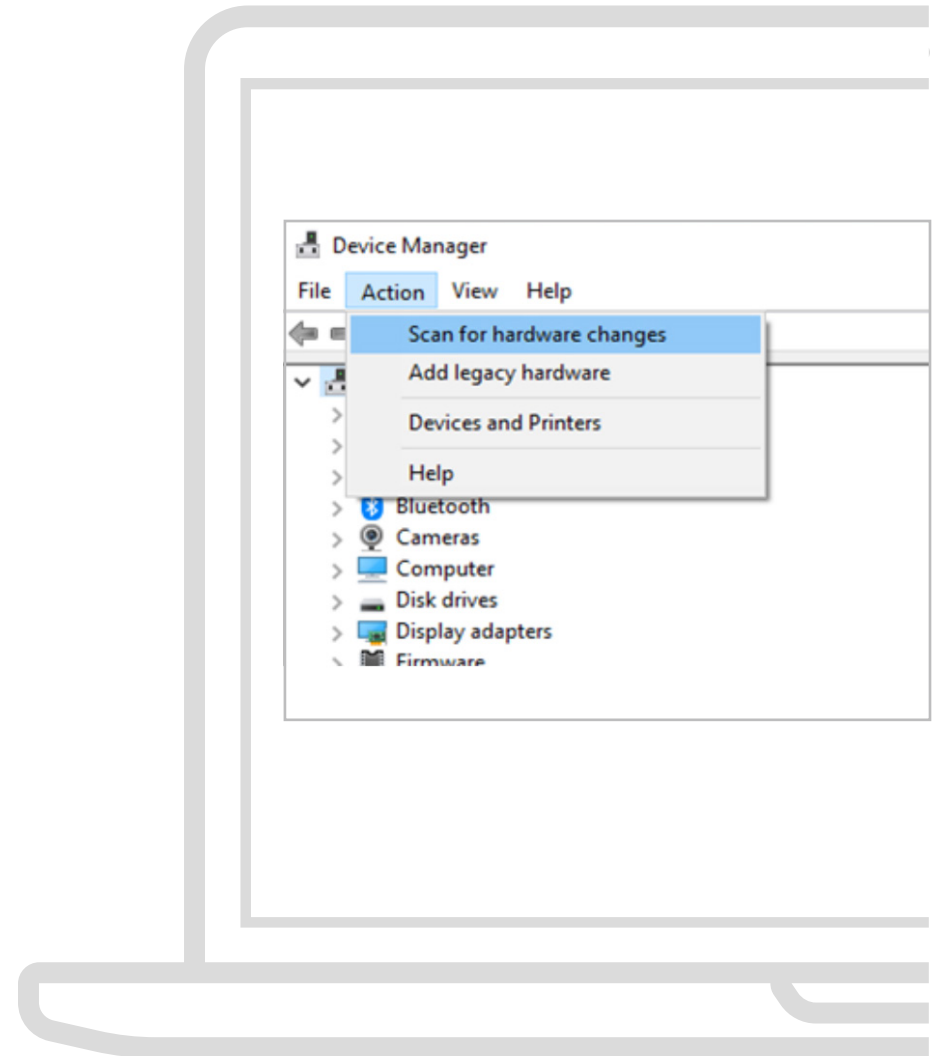 Device Manager
File Action View Help
Scan for hardware changes
Add legacy hardware
Devices and Printers
Help
Bluetooth
Cameras
Computer
Disk drives
Display adapters
Firmware